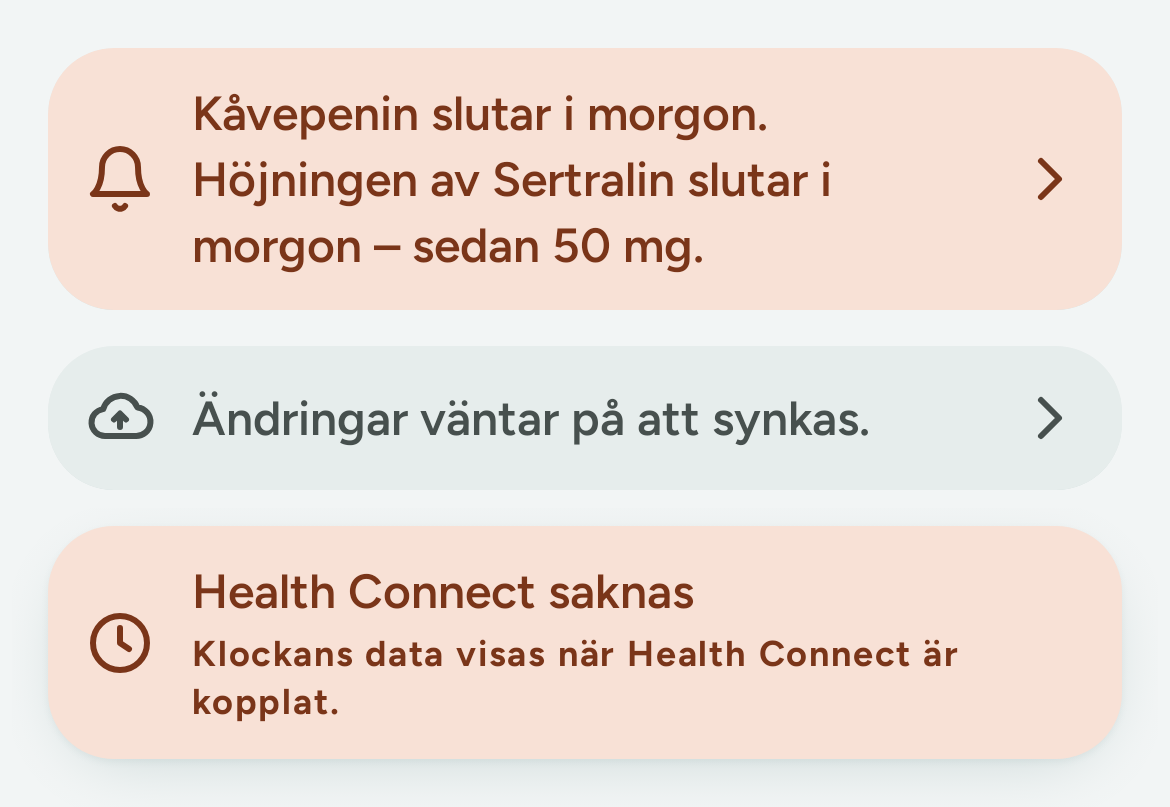 Kåvepenin slutar i morgon.
Höjningen av Sertralin slutar i
morgon – sedan 50 mg.
Ändringar väntar på att synkas.
Health Connect saknas
Klockans data visas när Health Connect är
kopplat.